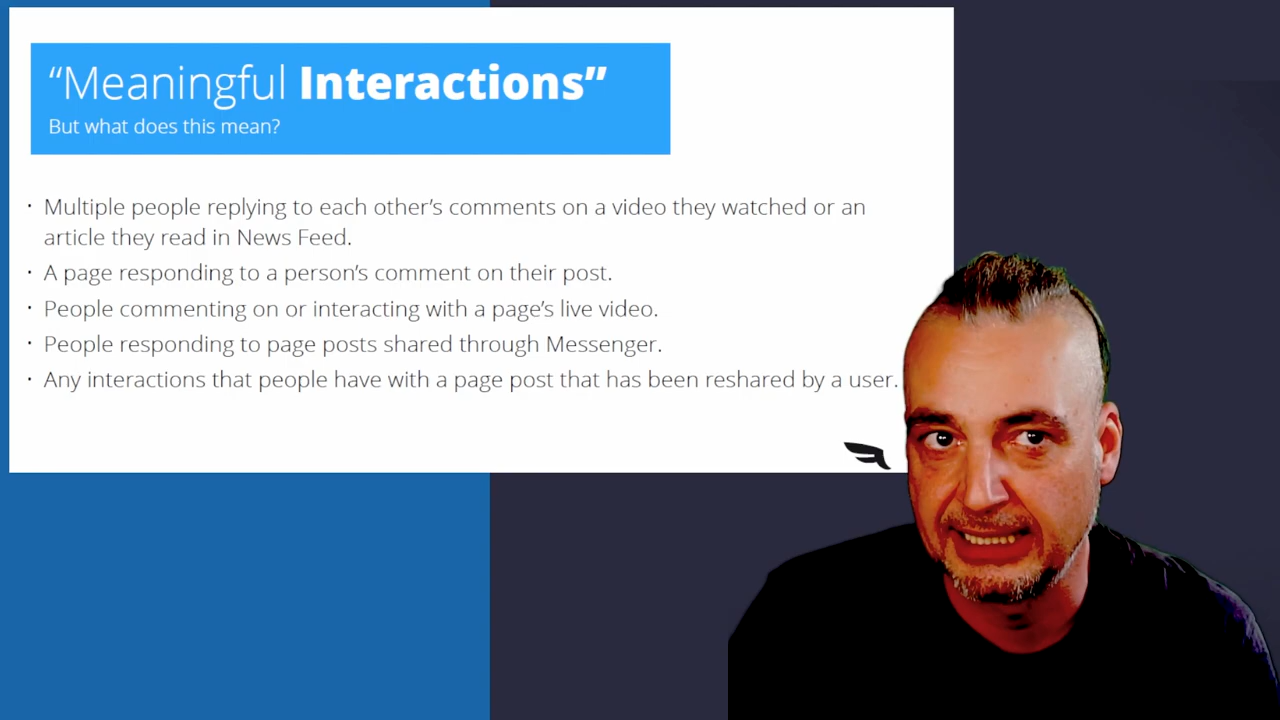 “Meaningful Interactions”
But what does this mean?
· Multiple people replying to each other’s comments on a video they watched or an
article they read in News Feed.
· A page responding to a person’s comment on their post.
· People commenting on or interacting with a page’s live video.
· People responding to page posts shared through Messenger.
· Any interactions that people have with a page post that has been reshared by a user.